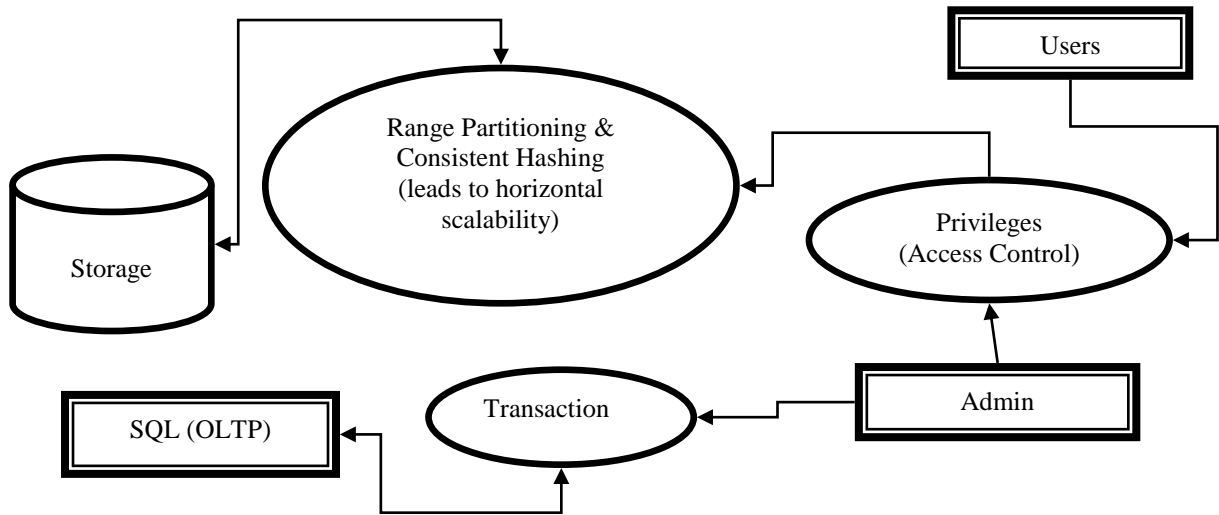 Users
Range Partitioning &
Consistent Hashing
(leads to horizontal
scalability)
Privileges
(Access Control)
Storage
Admin
Transaction
SQL (OLTP)